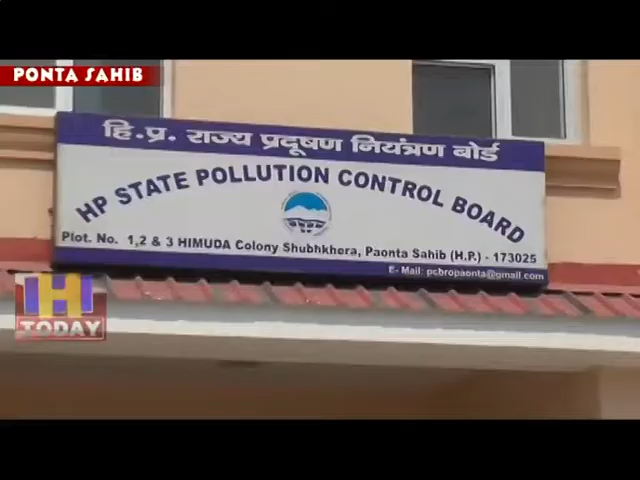 PONTA SAHIB
हि.प्र. राज्य प्रदूषण नियंत्रण बोर्ड
HP STATE POLLUTION CONTROL BOARD
Plot. No. 1,2 & 3 HIMUDA Colony Shubhkhera, Paonta Sahib (H.P.) - 173025
E- Mail: pcbropaonta@gmail.com
H
TODAY